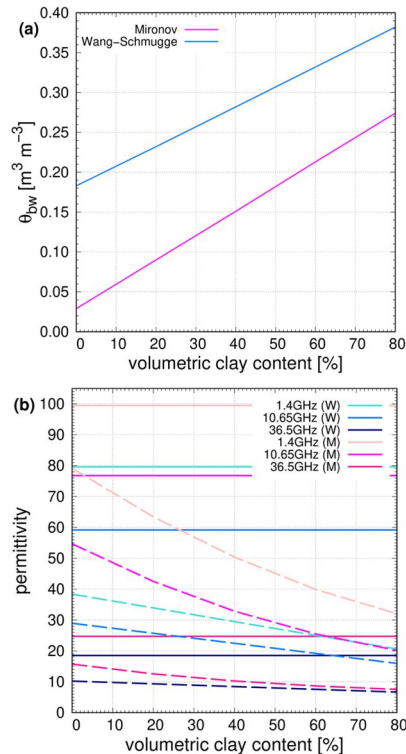 (a)
Mironov
Wang−Schmugge
0.40
0.35
0.30
0.25
0.20
0.15
0.10
0.05
0.00
θbw [m3 m−3]
0 10 20 30 40 50 60 70 80
volumetric clay content [%]
(b)
1.4GHz (W)
10.65GHz (W)
36.5GHz (W)
1.4GHz (M)
10.65GHz (M)
36.5GHz (M)
100
90
80
70
60
50
40
30
20
10
0
permittivity
0 10 20 30 40 50 60 70 80
volumetric clay content [%]